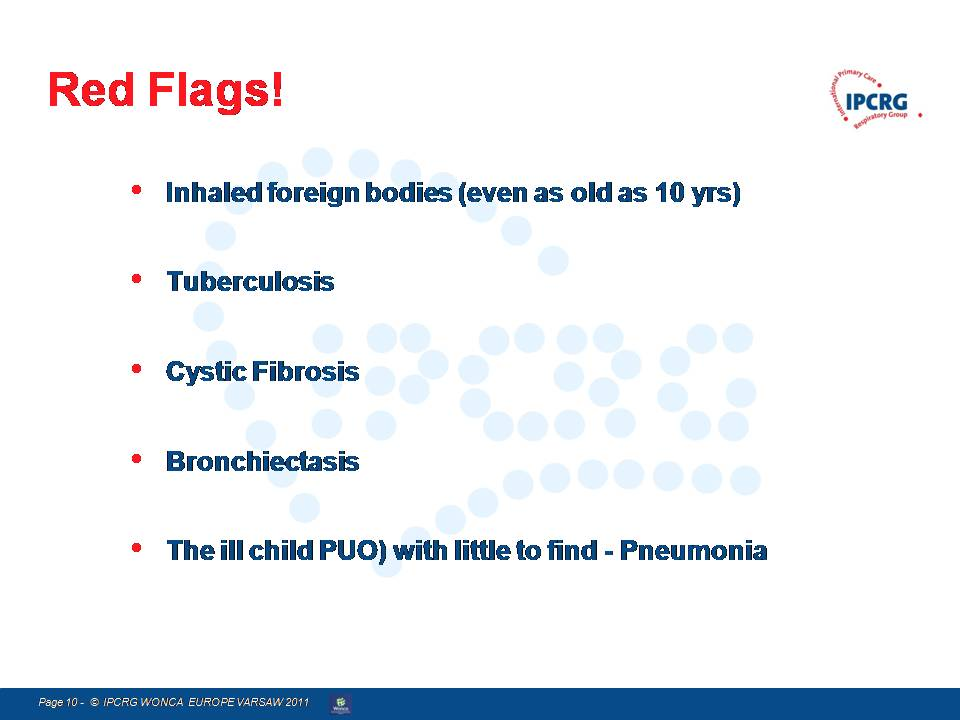 Red Flags!
International Primary Care
IPCRG
Respiratory Group
• Inhaled foreign bodies (even as old as 10 yrs)
• Tuberculosis
• Cystic Fibrosis
• Bronchiectasis
• The ill child PUO) with little to find - Pneumonia
Page 10 - © IPCRG WONCA EUROPE VARSAW 2011
Wonca